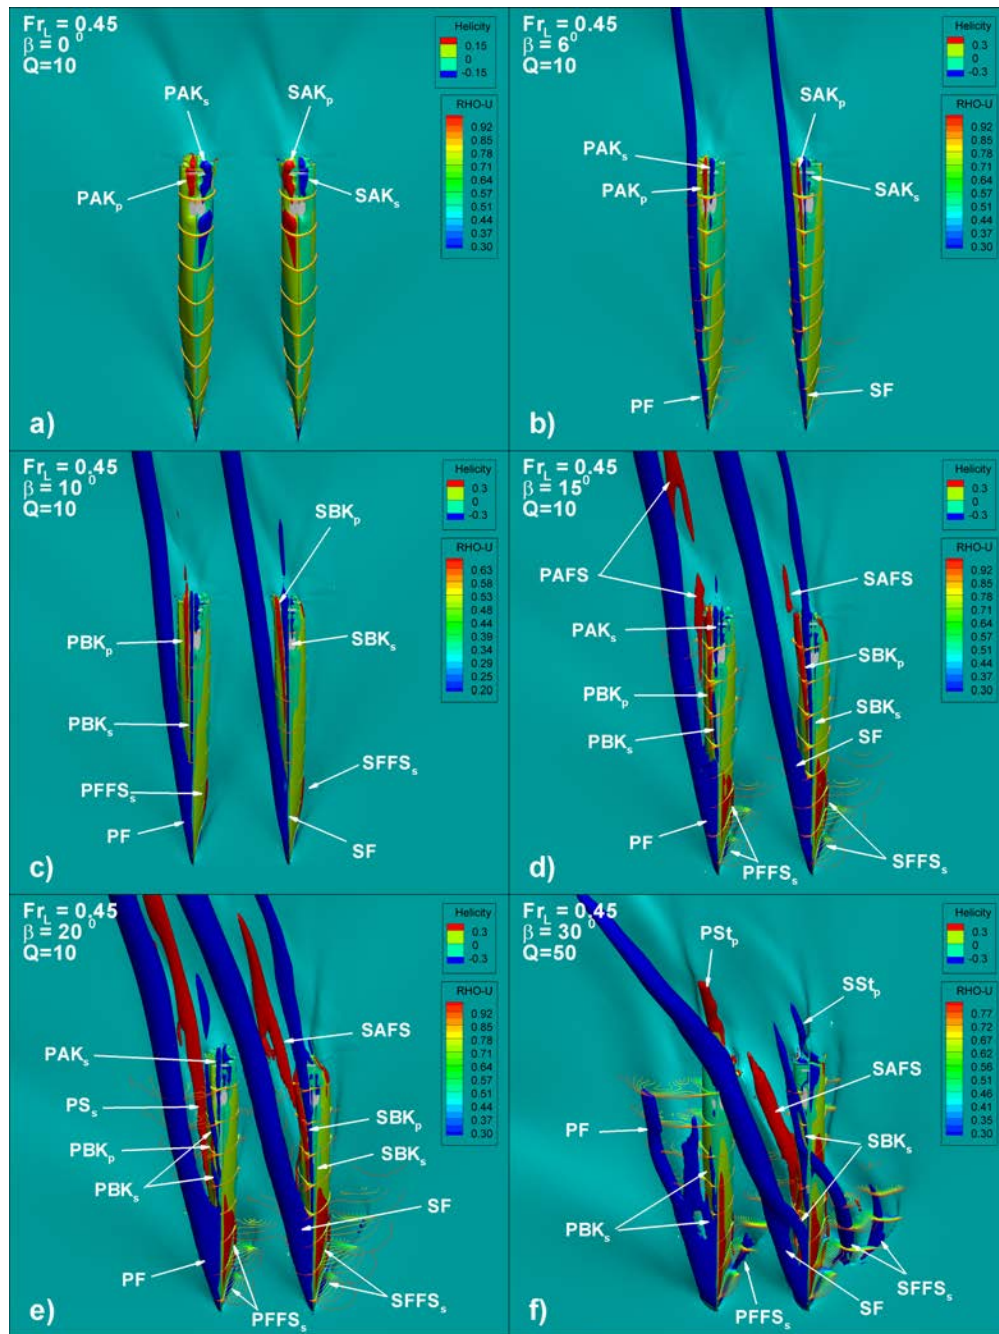 Fr_L = 0.45
β = 0⁰
Q=10
Helicity
0.15
0
-0.15
RHO-U
0.92
0.85
0.78
0.71
0.64
0.57
0.51
0.44
0.37
0.30
PAK_s
SAK_p
PAK_p
SAK_s
a)
Fr_L = 0.45
β = 6⁰
Q=10
Helicity
0.3
0
-0.3
RHO-U
0.92
0.85
0.78
0.71
0.64
0.57
0.51
0.44
0.37
0.30
SAK_p
PAK_s
PAK_p
SAK_s
PF
SF
b)
Fr_L = 0.45
β = 10⁰
Q=10
Helicity
0.3
0
-0.3
RHO-U
0.63
0.58
0.53
0.48
0.44
0.39
0.34
0.29
0.25
0.20
SBK_p
PBK_p
SBK_s
PBK_s
PFFS_s
SFFS_s
PF
SF
c)
Fr_L = 0.45
β = 15⁰
Q=10
Helicity
0.3
0
-0.3
RHO-U
0.92
0.85
0.78
0.71
0.64
0.57
0.51
0.44
0.37
0.30
PAFS
SAFS
PAK_s
SBK_p
PBK_p
SBK_s
PBK_s
SF
PF
PFFS_s
SFFS_s
d)
Fr_L = 0.45
β = 20⁰
Q=10
Helicity
0.3
0
-0.3
RHO-U
0.92
0.85
0.78
0.71
0.64
0.57
0.51
0.44
0.37
0.30
SAFS
PAK_s
PS_s
SBK_p
PBK_p
SBK_s
PBK_s
SF
PF
PFFS_s
SFFS_s
e)
Fr_L = 0.45
β = 30⁰
Q=50
Helicity
0.3
0
-0.3
RHO-U
0.77
0.72
0.67
0.62
0.56
0.51
0.46
0.41
0.35
0.30
PSt_p
SSt_p
SAFS
PF
SBK_s
PBK_s
SFFS_s
PFFS_s
SF
f)